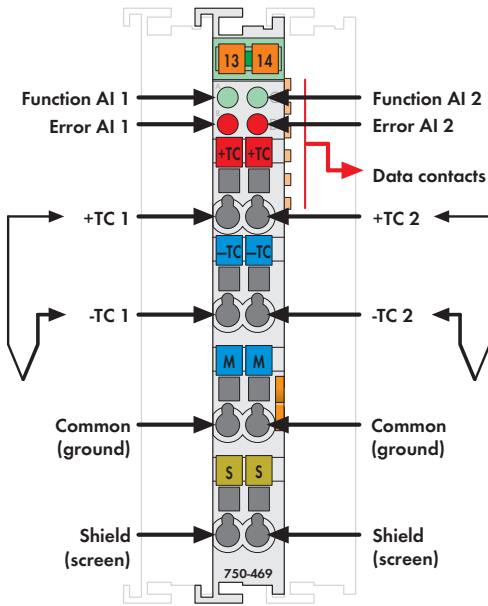 13 14
Function AI 1
Function AI 2
Error AI 1
Error AI 2
+TC +TC
Data contacts
+TC 1
+TC 2
–TC –TC
-TC 1
-TC 2
M M
Common
(ground)
Common
(ground)
S S
Shield
(screen)
Shield
(screen)
750-469